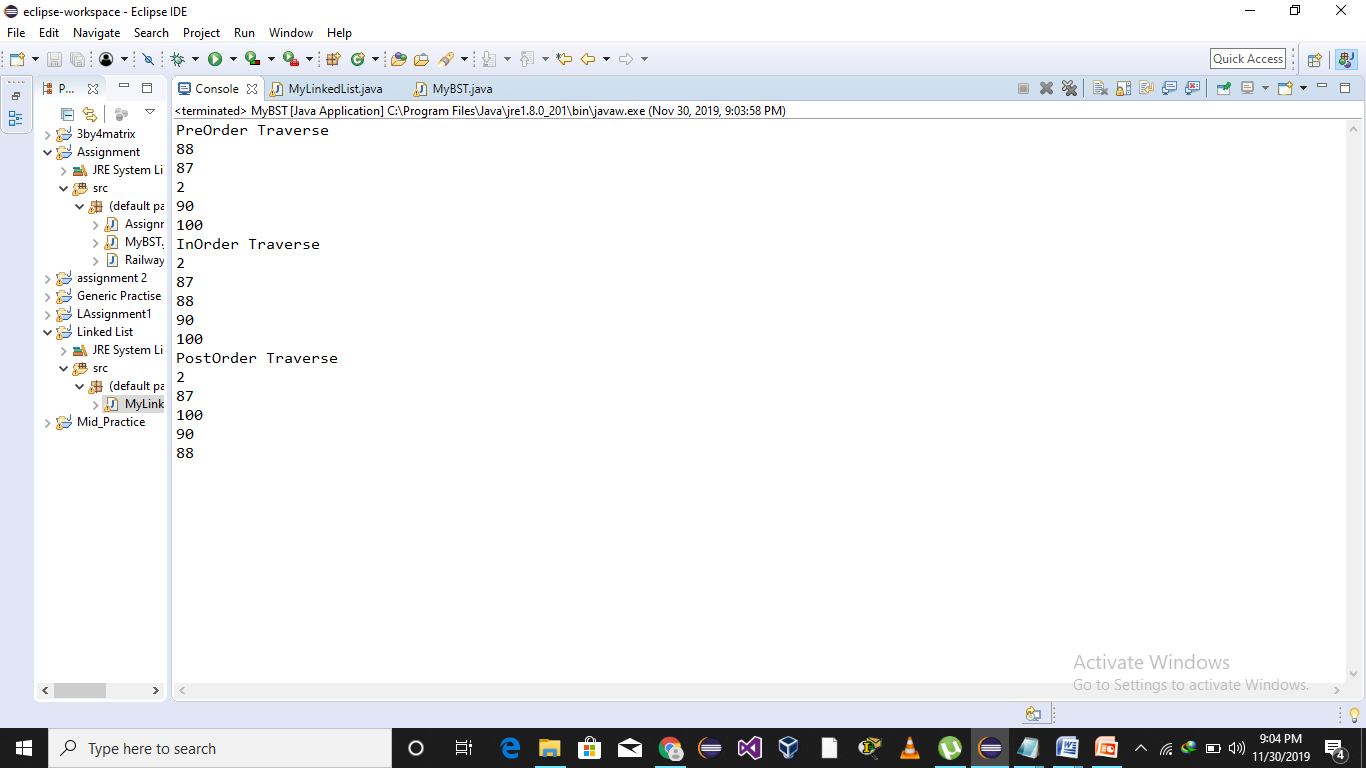 eclipse-workspace - Eclipse IDE
File Edit Navigate Search Project Run Window Help
Quick Access
P...
Console
MyLinkedList.java
MyBST.java
<terminated> MyBST [Java Application] C:\Program Files\Java\jre1.8.0_201\bin\javaw.exe (Nov 30, 2019, 9:03:58 PM)
3by4matrix
Assignment
JRE System Li
src
(default pa
Assignr
MyBST.
Railway
assignment 2
Generic Practise
LAssignment1
Linked List
JRE System Li
src
(default pa
MyLink
Mid_Practice
PreOrder Traverse
88
87
2
90
100
InOrder Traverse
2
87
88
90
100
PostOrder Traverse
2
87
100
90
88
Activate Windows
Go to Settings to activate Windows.
Type here to search
9:04 PM
11/30/2019
4